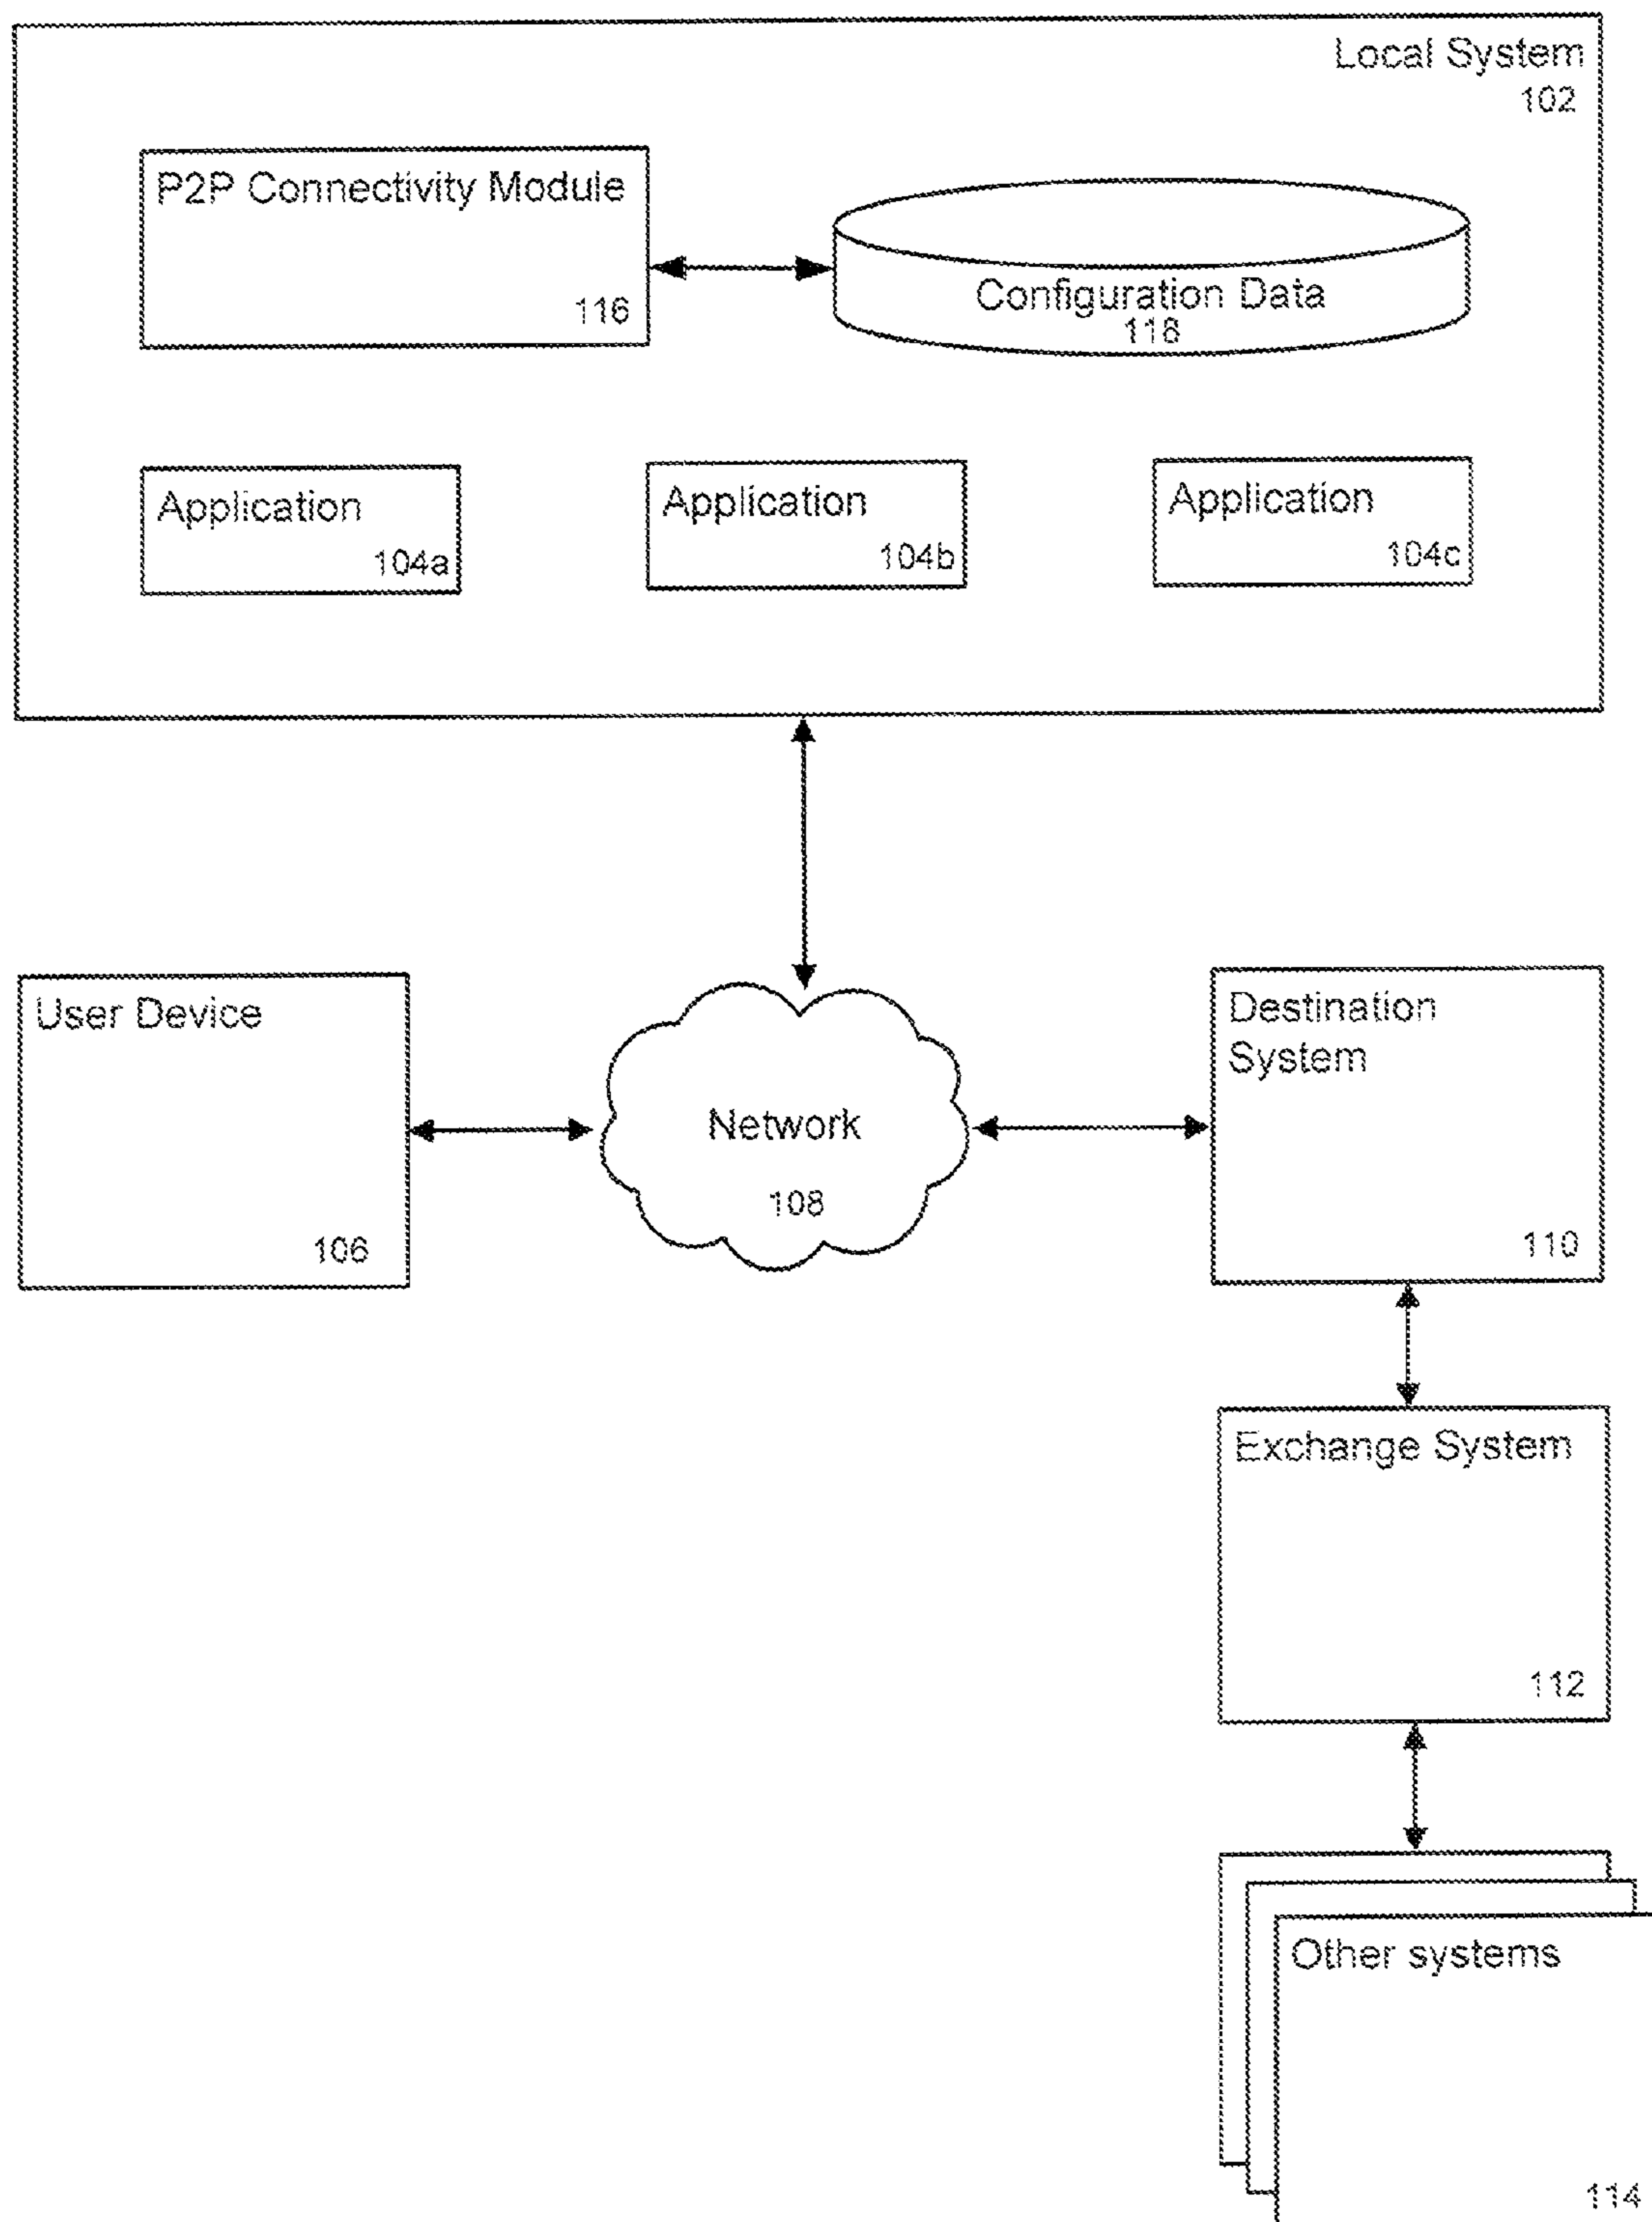 Local System
102
P2P Connectivity Module
116
Configuration Data
118
Application
104a
Application
104b
Application
104c
User Device
106
Network
108
Destination
System
110
Exchange System
112
Other systems
114